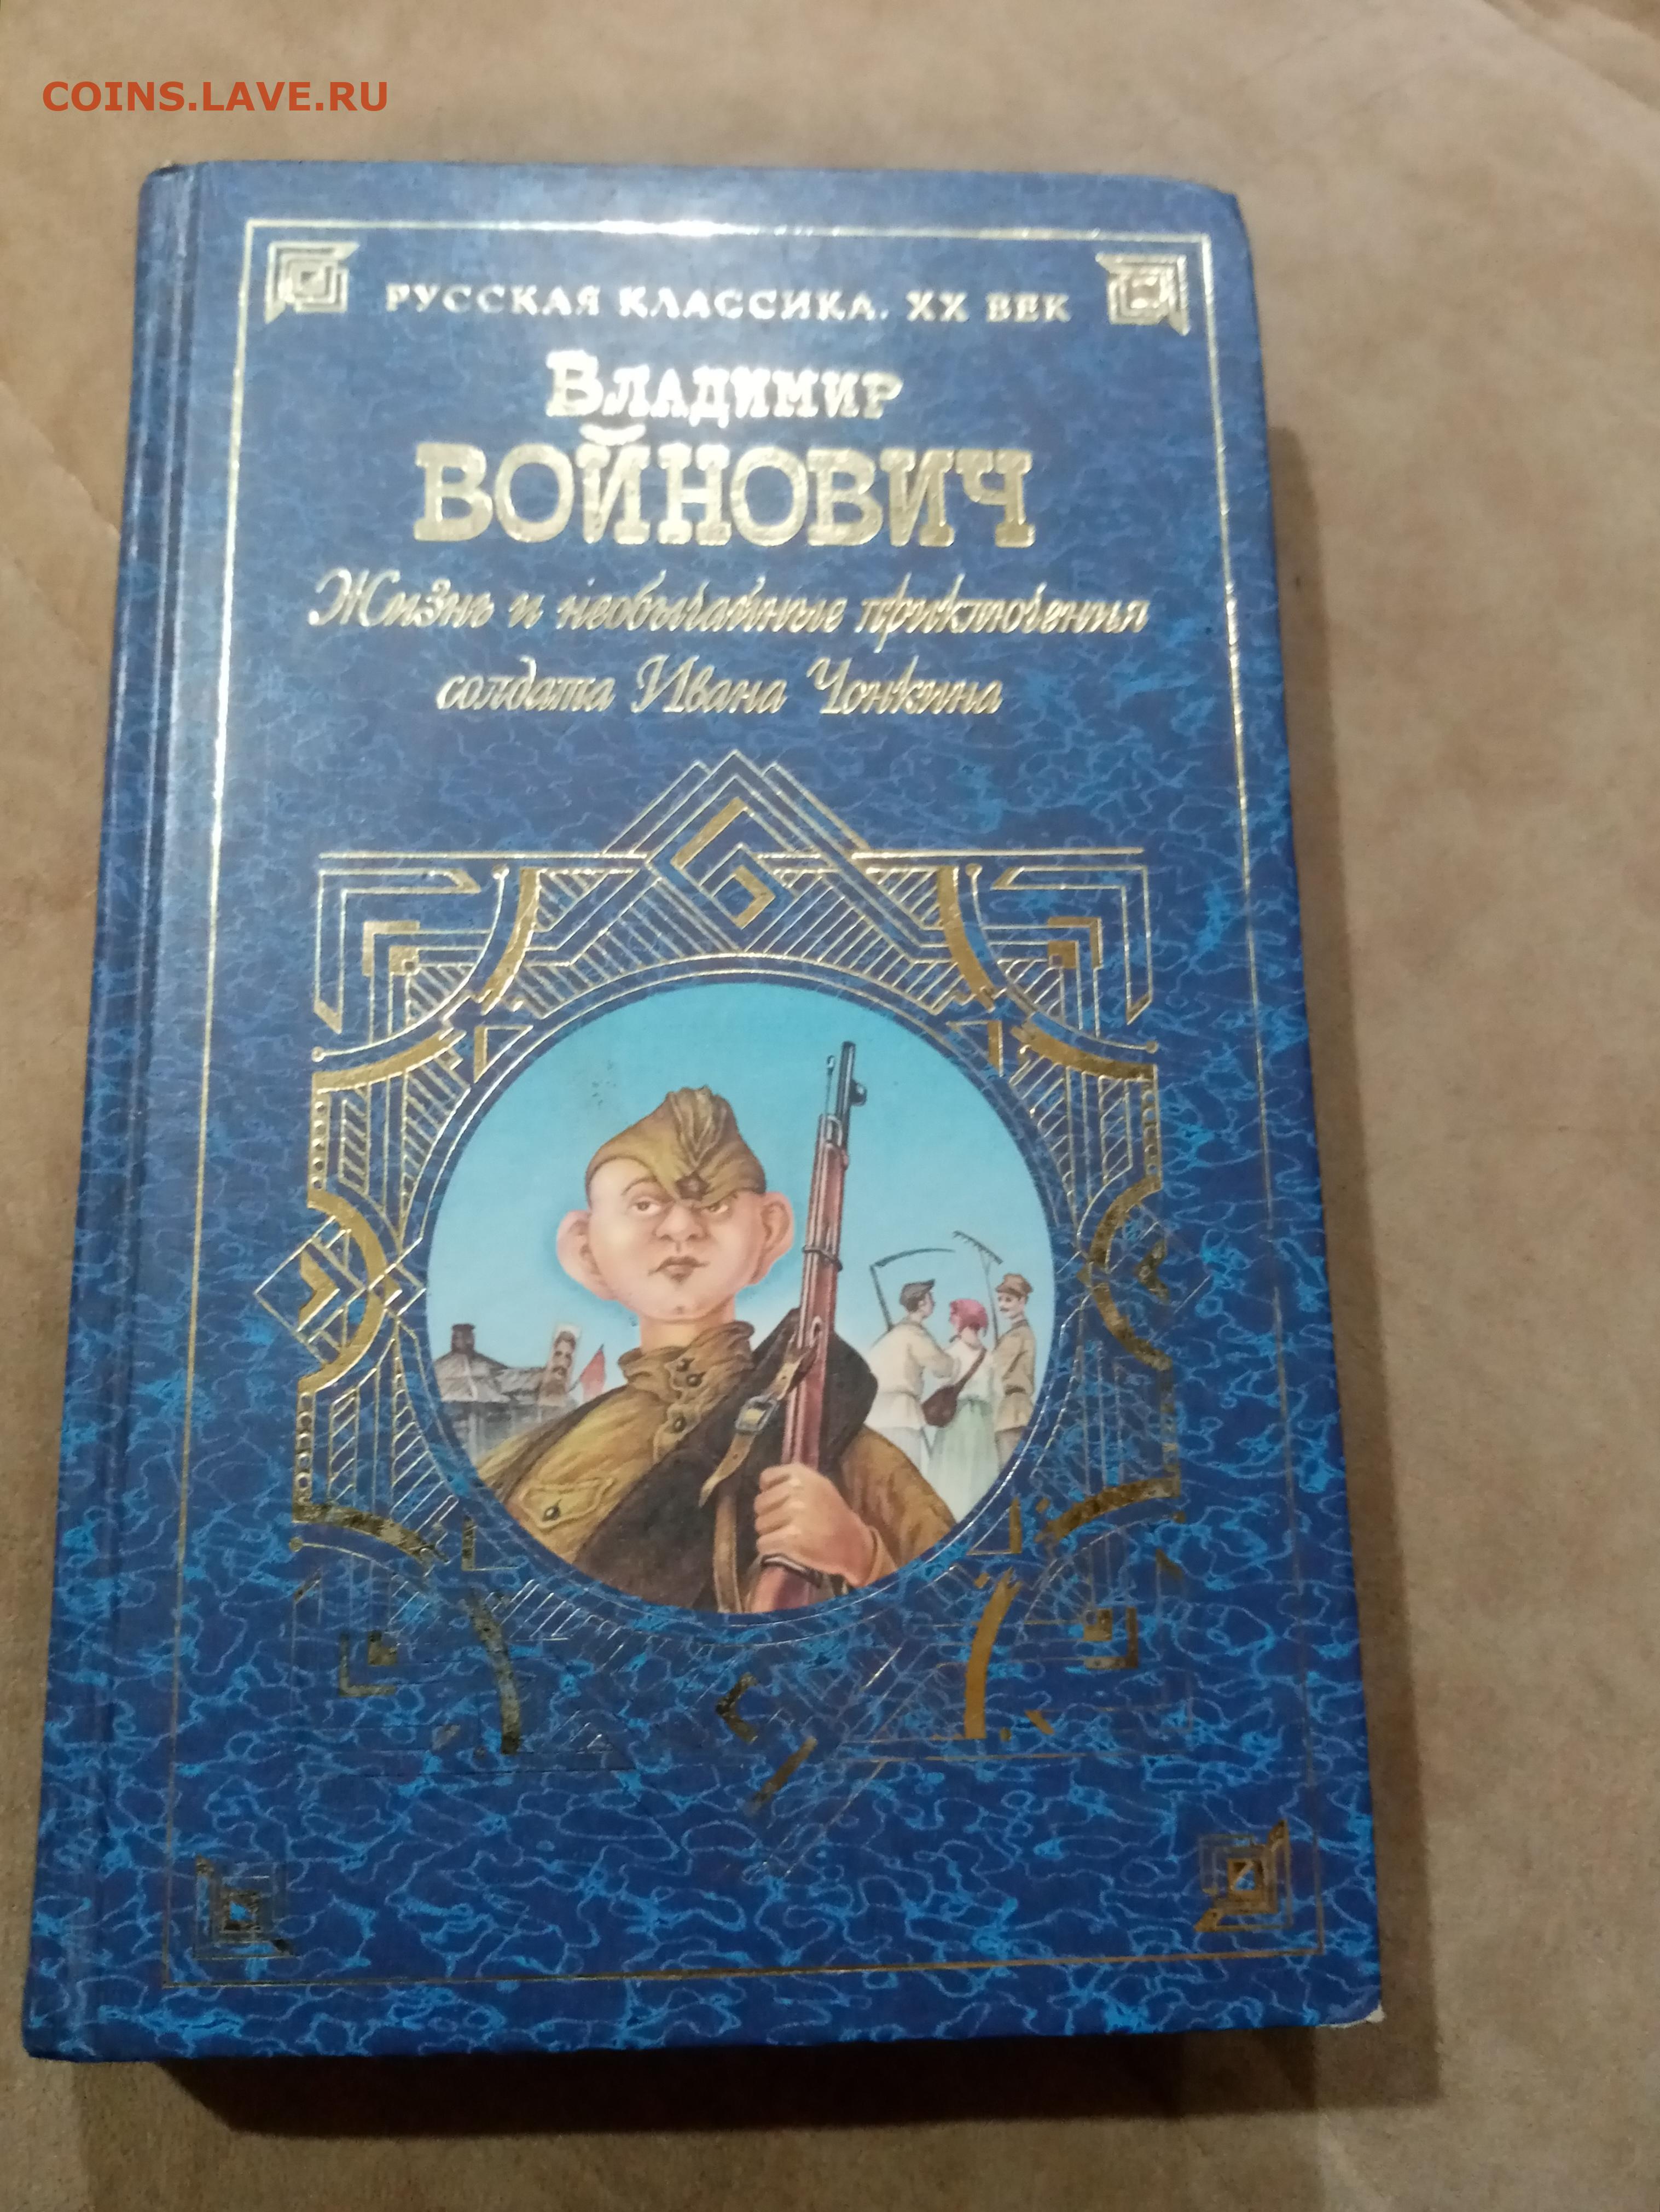 COINS.LAVE.RU
РУССКАЯ КЛАССИКА. XX ВЕК
ВЛАДИМИР
ВОЙНОВИЧ
Жизнь и необычайные приключения
солдата Ивана Чонкина